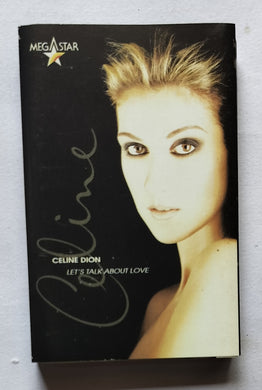 MEGASTAR
Celine
CELINE DION
LET'S TALK ABOUT LOVE